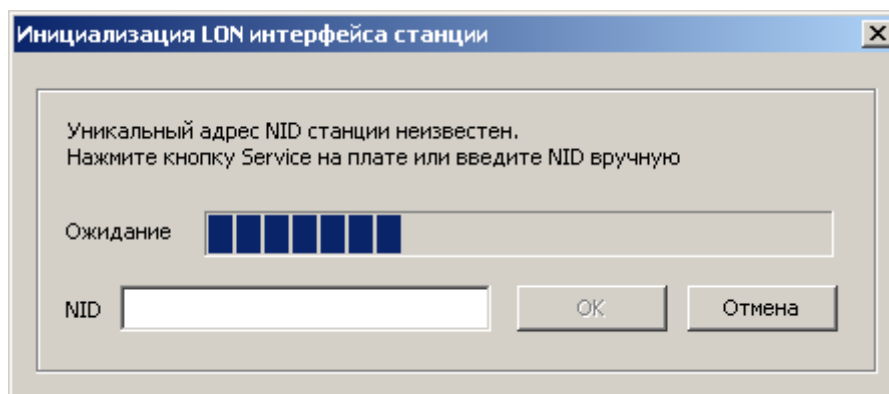 Инициализация LON интерфейса станции
Уникальный адрес NID станции неизвестен.
Нажмите кнопку Service на плате или введите NID вручную
Ожидание
NID OK Отмена